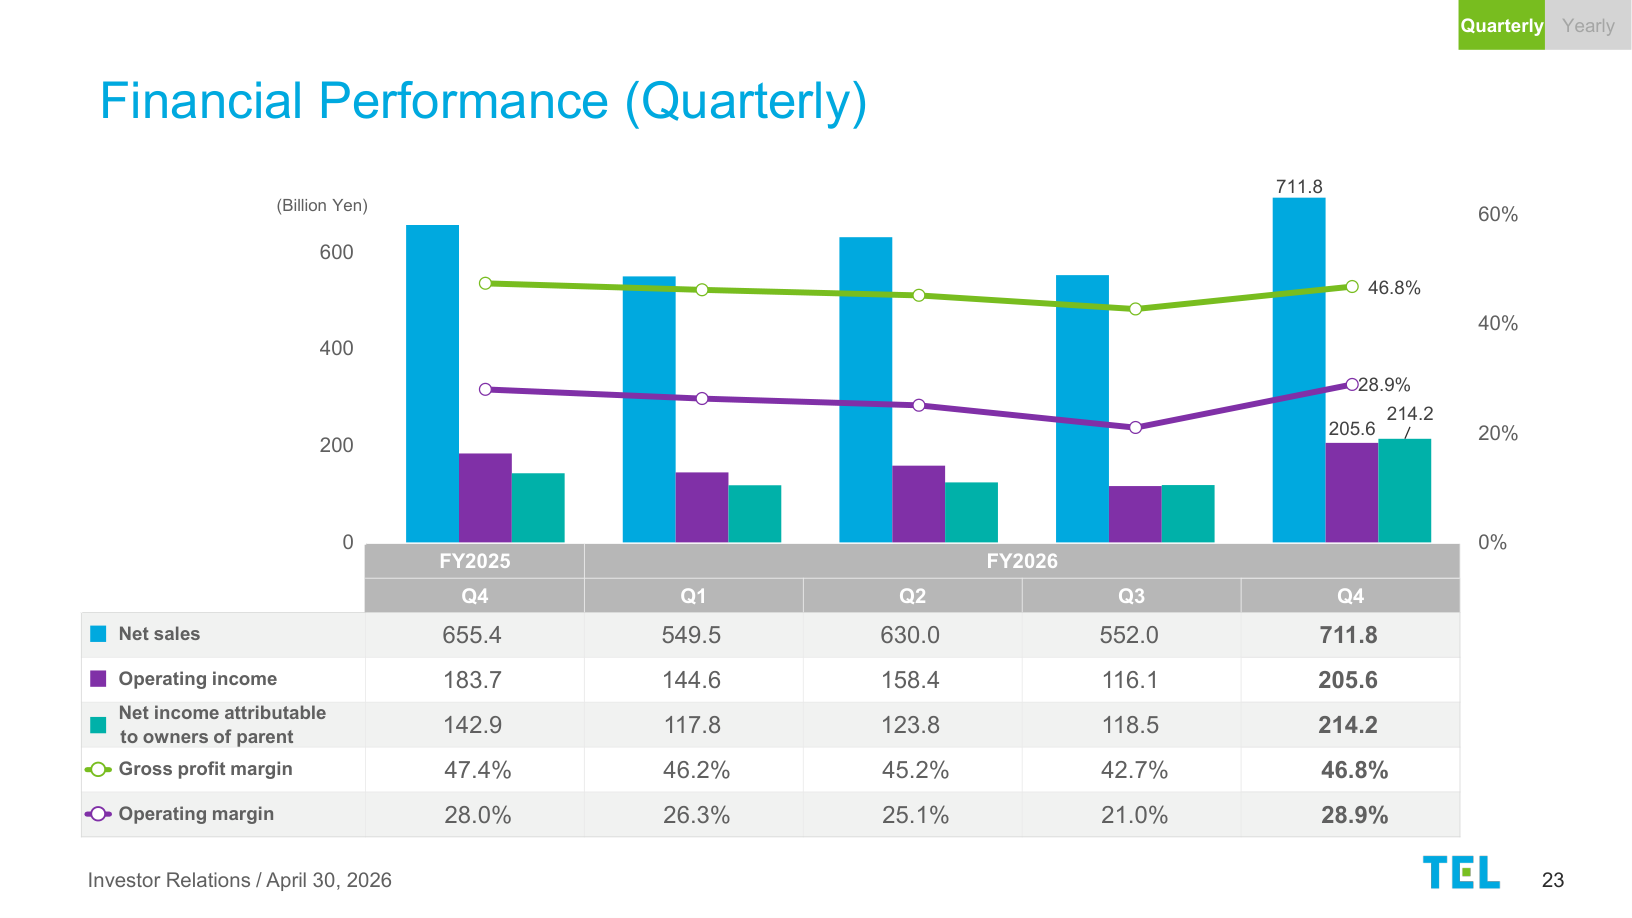 Quarterly Yearly
Financial Performance (Quarterly)
(Billion Yen)
711.8
60%
600
46.8%
40%
400
28.9%
214.2
205.6
20%
200
0
0%
FY2025 FY2026
Q4 Q1 Q2 Q3 Q4
Net sales 655.4 549.5 630.0 552.0 711.8
Operating income 183.7 144.6 158.4 116.1 205.6
Net income attributable
to owners of parent 142.9 117.8 123.8 118.5 214.2
Gross profit margin 47.4% 46.2% 45.2% 42.7% 46.8%
Operating margin 28.0% 26.3% 25.1% 21.0% 28.9%
Investor Relations / April 30, 2026
TEL
23